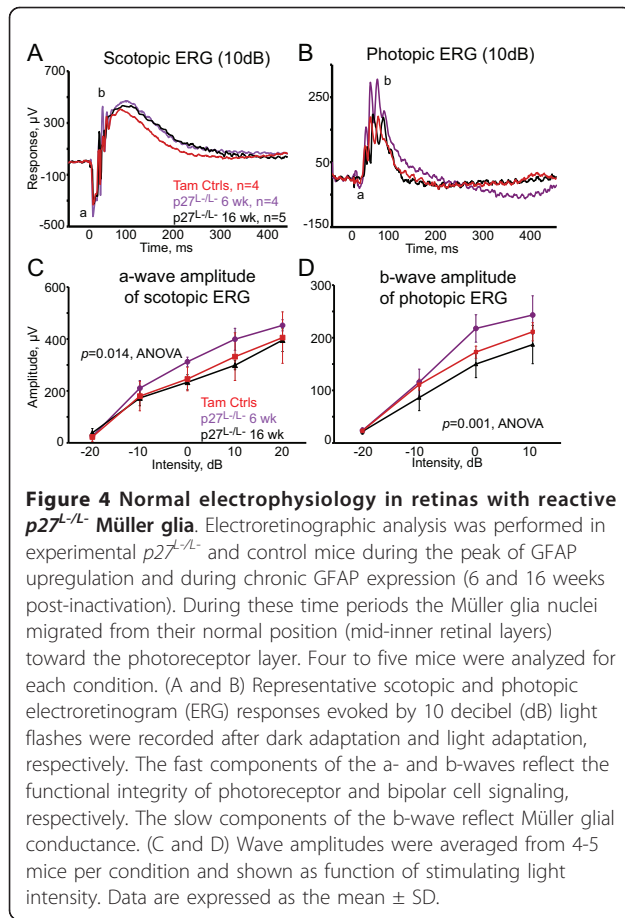 A
Scotopic ERG (10dB)
700
300
-100
-500
Response, µV
b
a
Tam Ctrls, n=4
p27L-/L- 6 wk, n=4
p27L-/L- 16 wk, n=5
0 100 200 300 400
Time, ms
B
Photopic ERG (10dB)
250
50
-150
b
a
0 100 200 300 400
Time, ms
C
a-wave amplitude
of scotopic ERG
600
400
200
0
Amplitude, µV
p=0.014, ANOVA
Tam Ctrls
p27L-/L- 6 wk
p27L-/L- 16 wk
-20 -10 0 10 20
Intensity, dB
D
b-wave amplitude
of photopic ERG
200
100
0
p=0.001, ANOVA
-20 -10 0 10
Intensity, dB
Figure 4 Normal electrophysiology in retinas with reactive
p27L-/L- Müller glia. Electroretinographic analysis was performed in
experimental p27L-/L- and control mice during the peak of GFAP
upregulation and during chronic GFAP expression (6 and 16 weeks
post-inactivation). During these time periods the Müller glia nuclei
migrated from their normal position (mid-inner retinal layers)
toward the photoreceptor layer. Four to five mice were analyzed for
each condition. (A and B) Representative scotopic and photopic
electroretinogram (ERG) responses evoked by 10 decibel (dB) light
flashes were recorded after dark adaptation and light adaptation,
respectively. The fast components of the a- and b-waves reflect the
functional integrity of photoreceptor and bipolar cell signaling,
respectively. The slow components of the b-wave reflect Müller glial
conductance. (C and D) Wave amplitudes were averaged from 4-5
mice per condition and shown as function of stimulating light
intensity. Data are expressed as the mean ± SD.